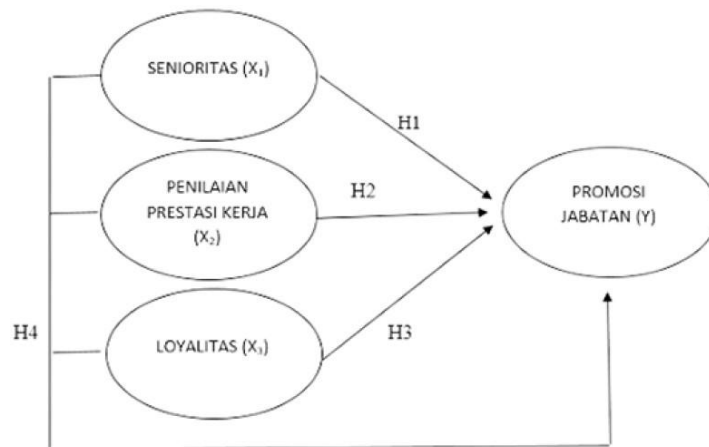 SENIORITAS (X₁)
H1
PENILAIAN
PRESTASI KERJA
(X₂)
H2
PROMOSI
JABATAN (Y)
H4
LOYALITAS (X₃)
H3